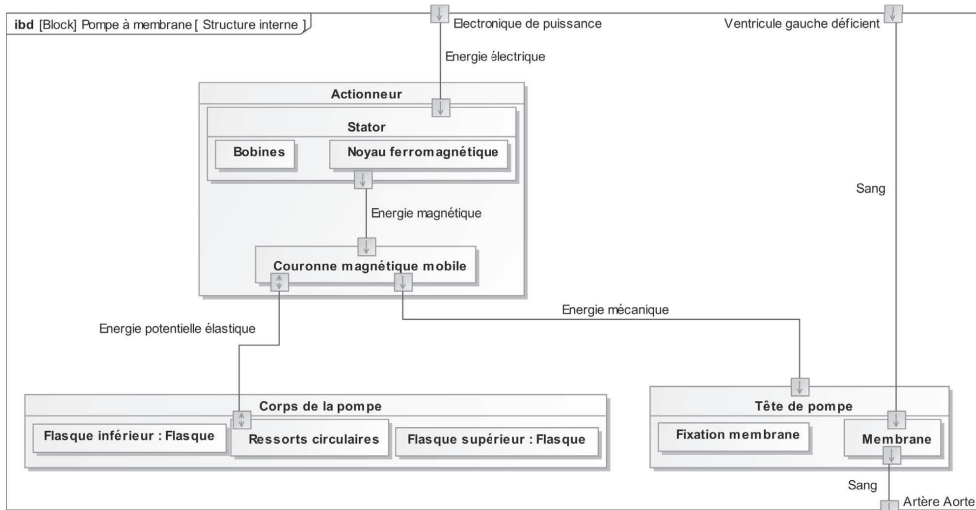 ibd [Block] Pompe à membrane [ Structure interne ]
Electronique de puissance
Ventricule gauche déficient
Energie électrique
Actionneur
Stator
Bobines
Noyau ferromagnétique
Sang
Energie magnétique
Couronne magnétique mobile
Energie mécanique
Energie potentielle élastique
Corps de la pompe
Tête de pompe
Flasque inférieur : Flasque
Ressorts circulaires
Flasque supérieur : Flasque
Fixation membrane
Membrane
Sang
Artère Aorte